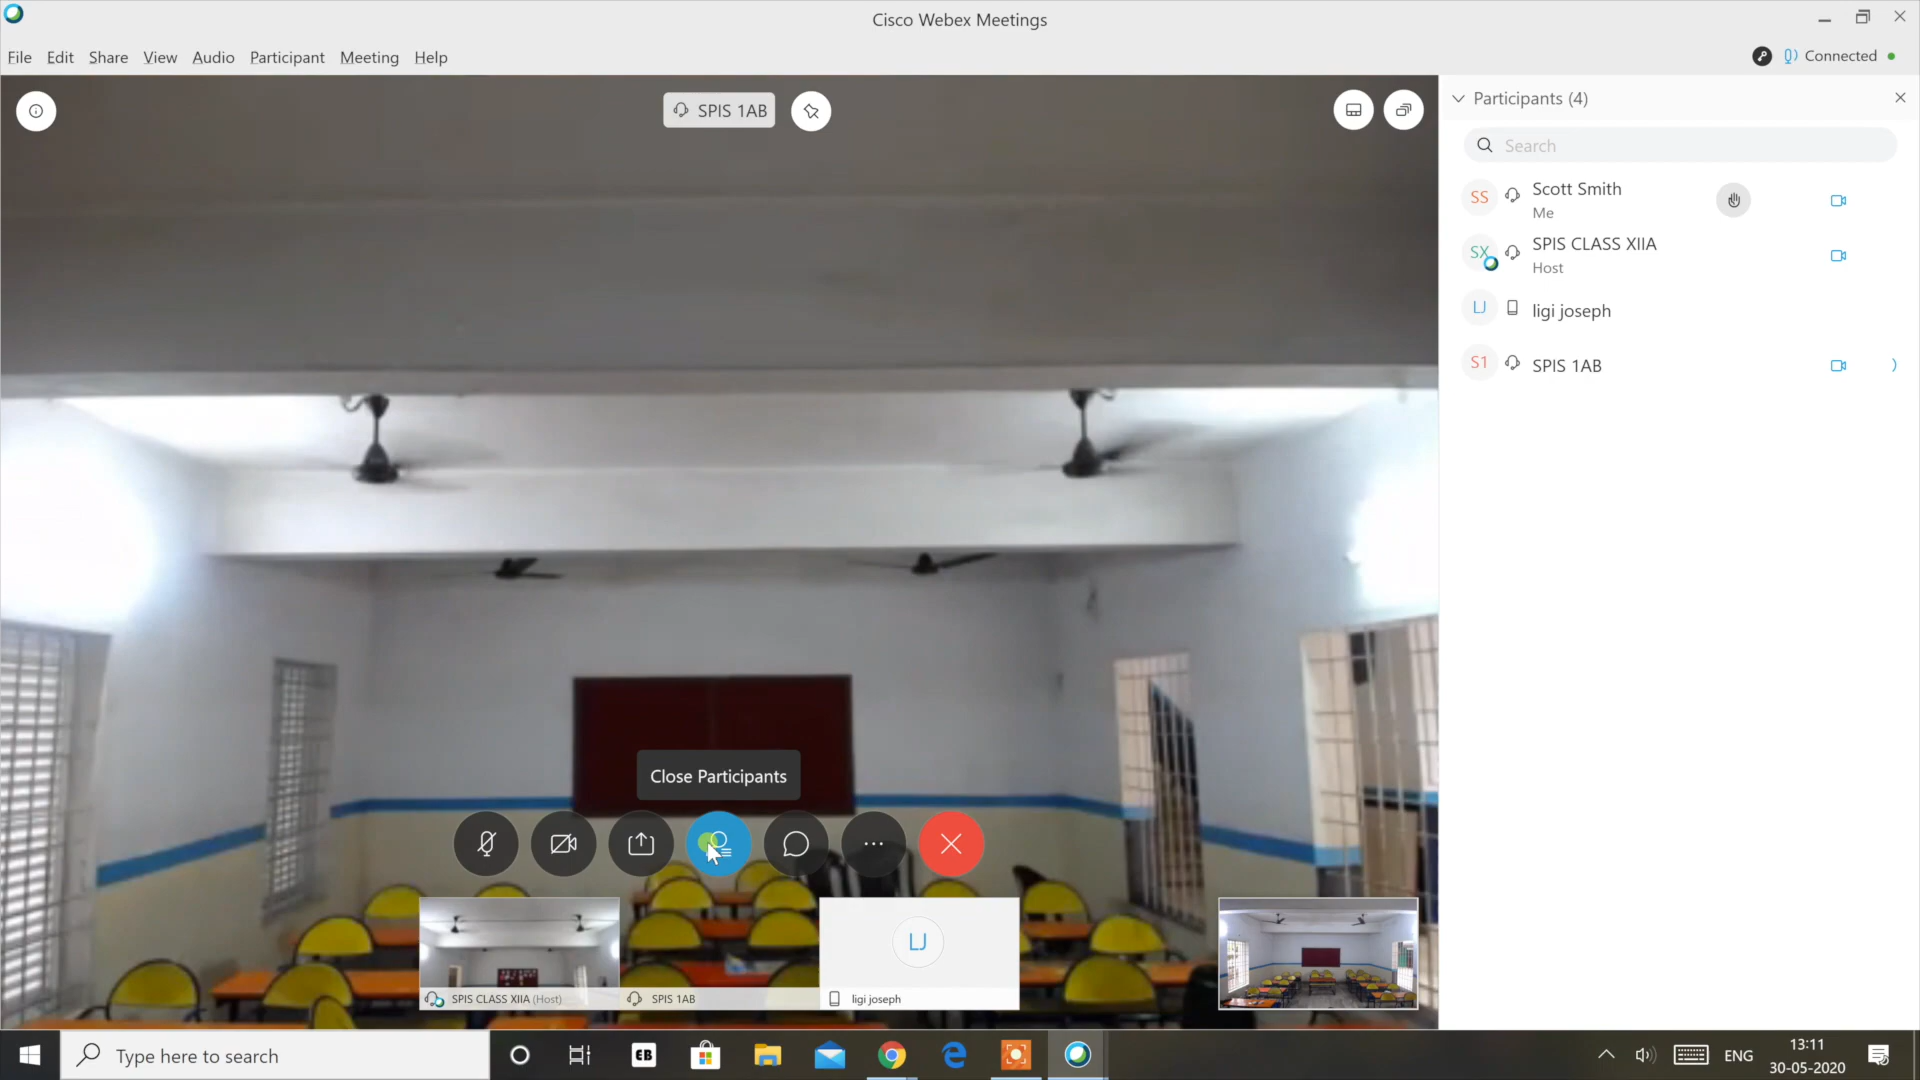 Cisco Webex Meetings
File Edit Share View Audio Participant Meeting Help
Connected
SPIS 1AB
Participants (4)
Search
SS Scott Smith
Me
SX SPIS CLASS XIIA
Host
LJ ligi joseph
S1 SPIS 1AB
Close Participants
LJ
SPIS CLASS XIIA (Host)
SPIS 1AB
ligi joseph
Type here to search
EB
ENG
13:11
30-05-2020